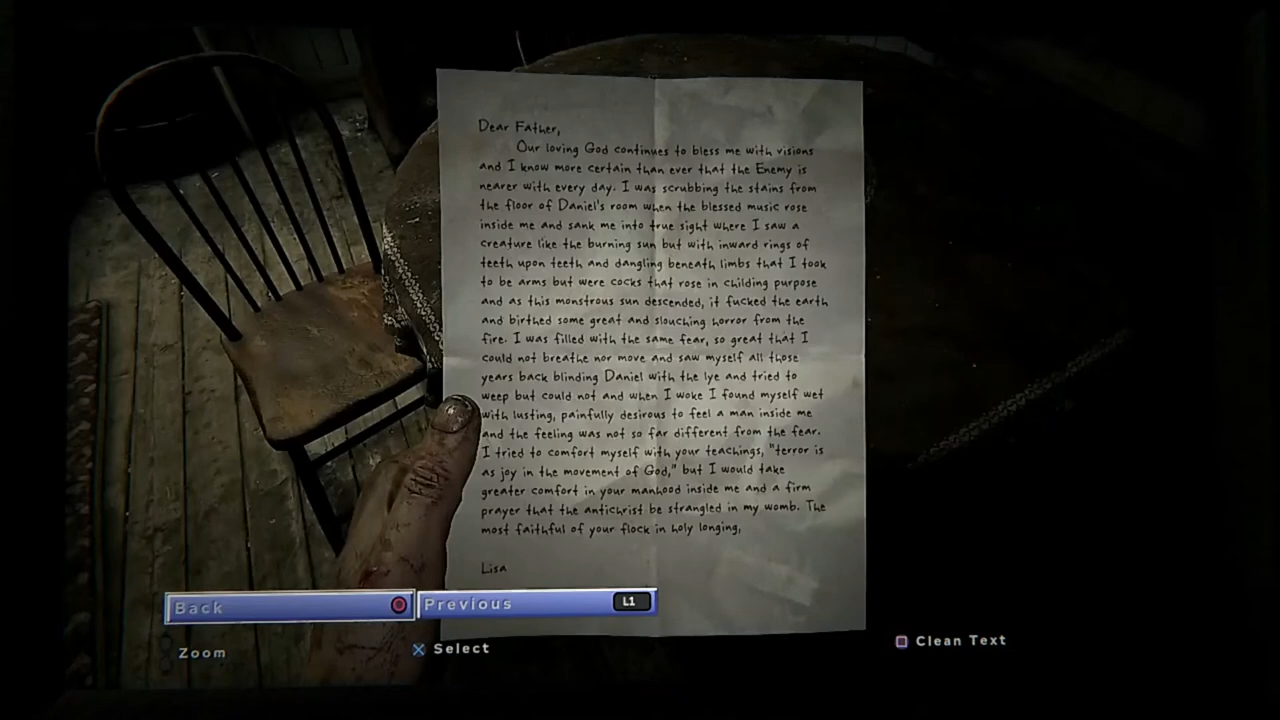 Dear Father,
Our loving God continues to bless me with visions
and I know more certain than ever that the Enemy is
nearer with every day. I was scrubbing the stains from
the floor of Daniel's room when the blessed music rose
inside me and sank me into true sight where I saw a
creature like the burning sun but with inward rings of
teeth upon teeth and dangling beneath limbs that I took
to be arms but were cocks that rose in childing purpose
and as this monstrous sun descended, it fucked the earth
and birthed some great and slouching horror from the
fire. I was filled with the same fear, so great that I
could not breathe nor move and saw myself all those
years back blinding Daniel with the lye and tried to
weep but could not and when I woke I found myself wet
with lusting, painfully desirous to feel a man inside me
and the feeling was not so far different from the fear.
I tried to comfort myself with your teachings, "terror is
as joy in the movement of God," but I would take
greater comfort in your manhood inside me and a firm
prayer that the antichrist be strangled in my womb. The
most faithful of your flock in holy longing,
Lisa
Back
Previous L1
Zoom
Select
Clean Text